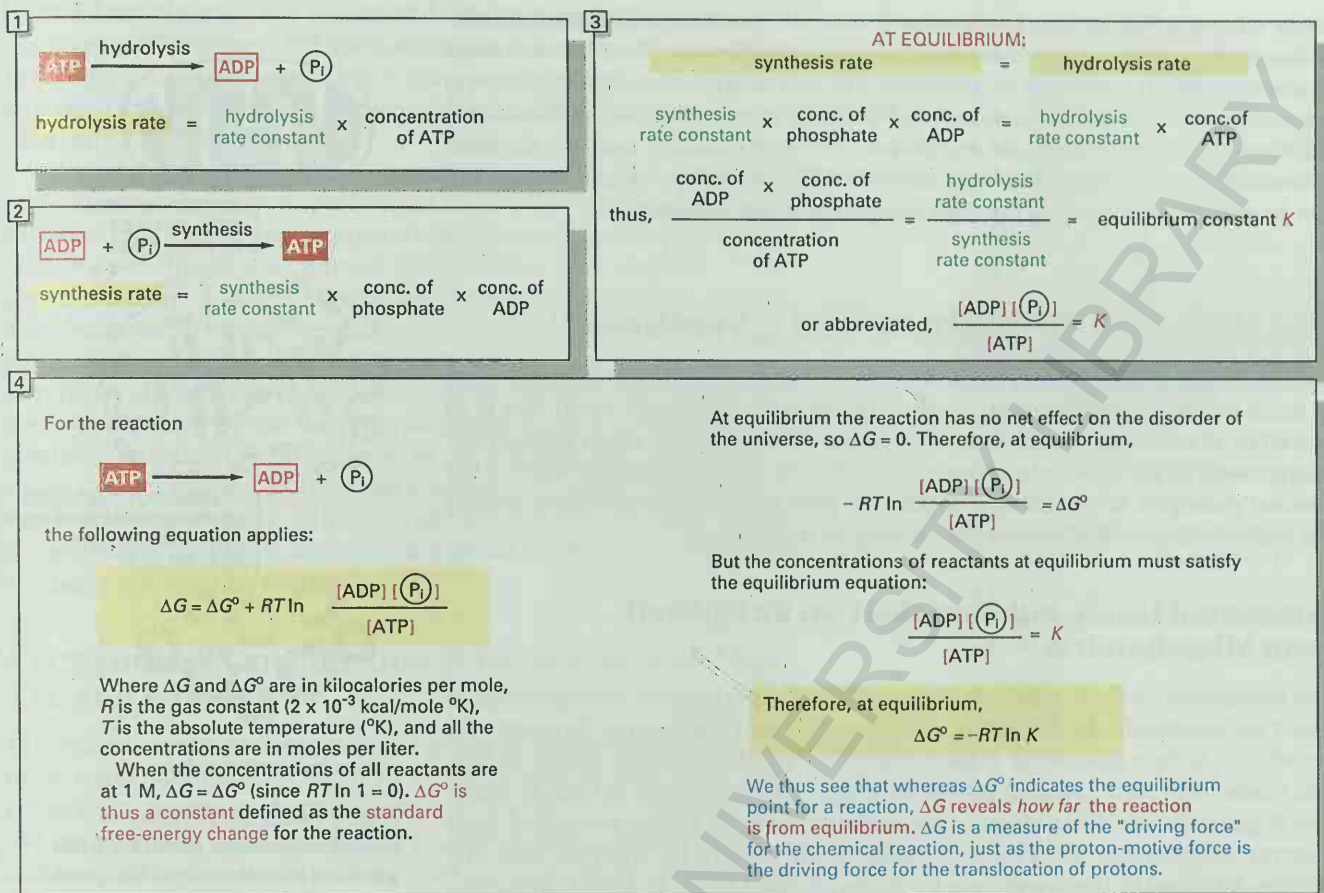 1
hydrolysis
ATP ADP + Pi
hydrolysis rate = hydrolysis rate constant x concentration of ATP
2
synthesis
ADP + Pi ATP
synthesis rate = synthesis rate constant x conc. of phosphate x conc. of ADP
3
AT EQUILIBRIUM:
synthesis rate = hydrolysis rate
synthesis rate constant x conc. of phosphate x conc. of ADP = hydrolysis rate constant x conc.of ATP
conc. of ADP x conc. of phosphate hydrolysis rate constant
thus, = = equilibrium constant K
concentration of ATP synthesis rate constant
[ADP] [Pi]
or abbreviated, = K
[ATP]
4
For the reaction
ATP ADP + Pi
the following equation applies:
[ADP] [Pi]
ΔG = ΔG° + RT ln
[ATP]
Where ΔG and ΔG° are in kilocalories per mole,
R is the gas constant (2 x 10⁻³ kcal/mole °K),
T is the absolute temperature (°K), and all the
concentrations are in moles per liter.
When the concentrations of all reactants are
at 1 M, ΔG = ΔG° (since RT ln 1 = 0). ΔG° is
thus a constant defined as the standard
free-energy change for the reaction.
At equilibrium the reaction has no net effect on the disorder of
the universe, so ΔG = 0. Therefore, at equilibrium,
[ADP] [Pi]
- RT ln = ΔG°
[ATP]
But the concentrations of reactants at equilibrium must satisfy
the equilibrium equation:
[ADP] [Pi]
= K
[ATP]
Therefore, at equilibrium,
ΔG° = -RT ln K
We thus see that whereas ΔG° indicates the equilibrium
point for a reaction, ΔG reveals how far the reaction
is from equilibrium. ΔG is a measure of the "driving force"
for the chemical reaction, just as the proton-motive force is
the driving force for the translocation of protons.
UNIVERSITY LIBRARY